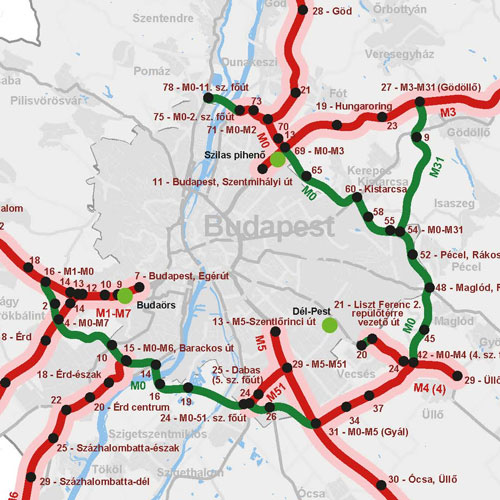 28 - Göd
Őrbottyán
Szentendre
Dunakeszi
Veresegyház
Pomáz
Pilisvörösvár
78 - M0-11. sz. főút
21
Fót
27 - M3-M31 (Gödöllő)
19 - Hungaroring
M3
75 - M0-2. sz. főút
73
71 - M0-M2
70
M0
13
23
9
Gödöllő
Szilas pihenő
69 - M0-M3
M31
11 - Budapest, Szentmihályi út
65
Kerepes
Kistarcsa
M0
60 - Kistarcsa
Isaszeg
58
55
54 - M0-M31
Budapest
52 - Pécel, Rákos
16 - M1-M0
7 - Budapest, Egérút
14
13
12
10
9
M1-M7
Budaörs
48 - Maglód, F
M0
14
M0-M7
8 - Érd
Dél-Pest
21 - Liszt Ferenc 2.
repülőtérre
vezető út
13 - M5-Szentlőrinci út
M5
45
Maglód
Gyö
15 - M0-M6, Barackos út
20
Vecsés
24
42 - M0-M4 (4. sz.
29 - Üll
M4 (4)
Üllő
18 - Érd-észak
10
14
M0
16
19
25 - Dabas
(5. sz. főút)
29 - M5-M51
M51
22
20 - Érd centrum
24
26
24 - M0-51. sz. főút
37
34
31 - M0-M5 (Gyál)
Szigetszentmiklós
25 - Százhalombatta-észak
Tököl
Szigethalom
29 - Százhalombatta-dél
30 - Ócsa, Üllő
Ócsa